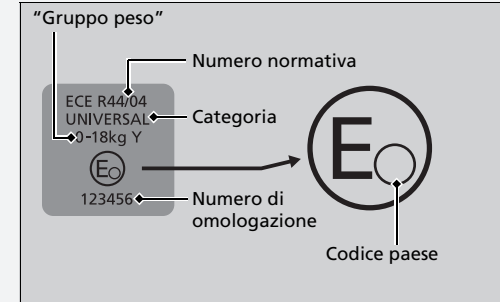 “Gruppo peso”
Numero normativa
ECE R44/04
UNIVERSAL
Categoria
0-18kg Y
E
E
123456
Numero di
omologazione
Codice paese